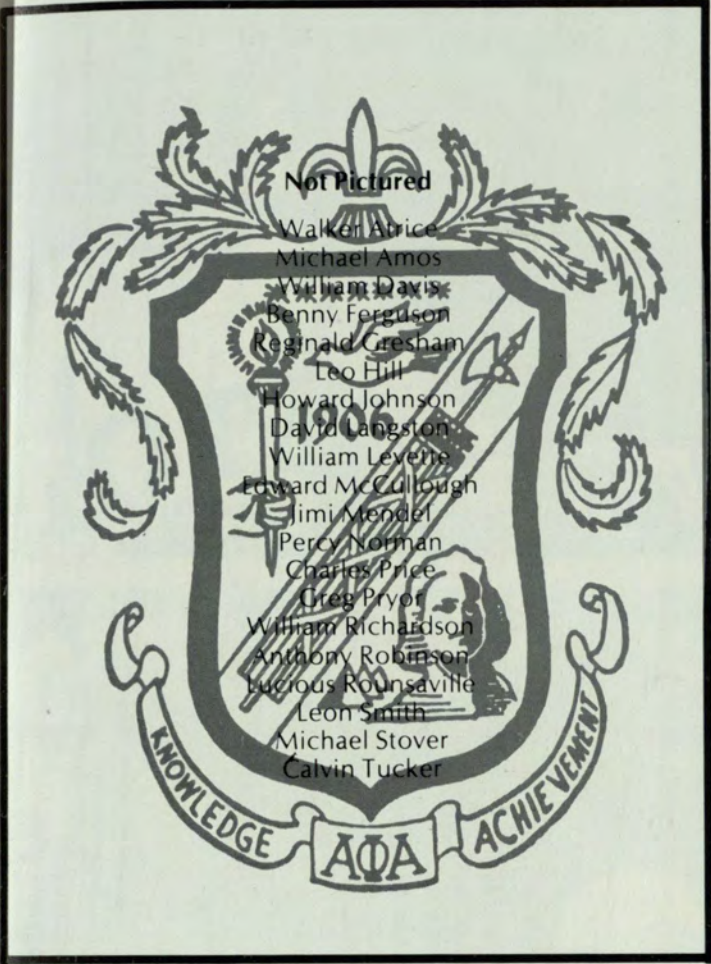 Not Pictured
Walker Atrice
Michael Amos
William Davis
Benny Ferguson
Reginald Gresham
Leo Hill
Howard Johnson
1906
David Langston
William Levette
Edward McCullough
Jimi Mendel
Percy Norman
Charles Price
Greg Pryor
William Richardson
Anthony Robinson
Lucious Rounsaville
Leon Smith
Michael Stover
Calvin Tucker
KNOWLEDGE
ΑΦΑ
ACHIEVEMENT